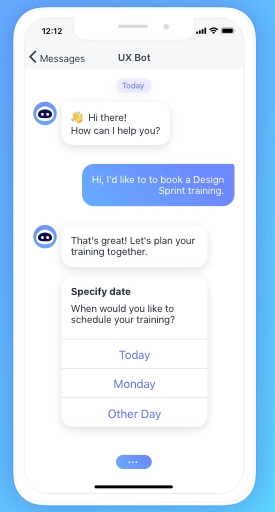 12:12
Messages
UX Bot
Today
👋 Hi there!
How can I help you?
Hi, I'd like to to book a Design
Sprint training.
That's great! Let's plan your
training together.
Specify date
When would you like to
schedule your training?
Today
Monday
Other Day
...